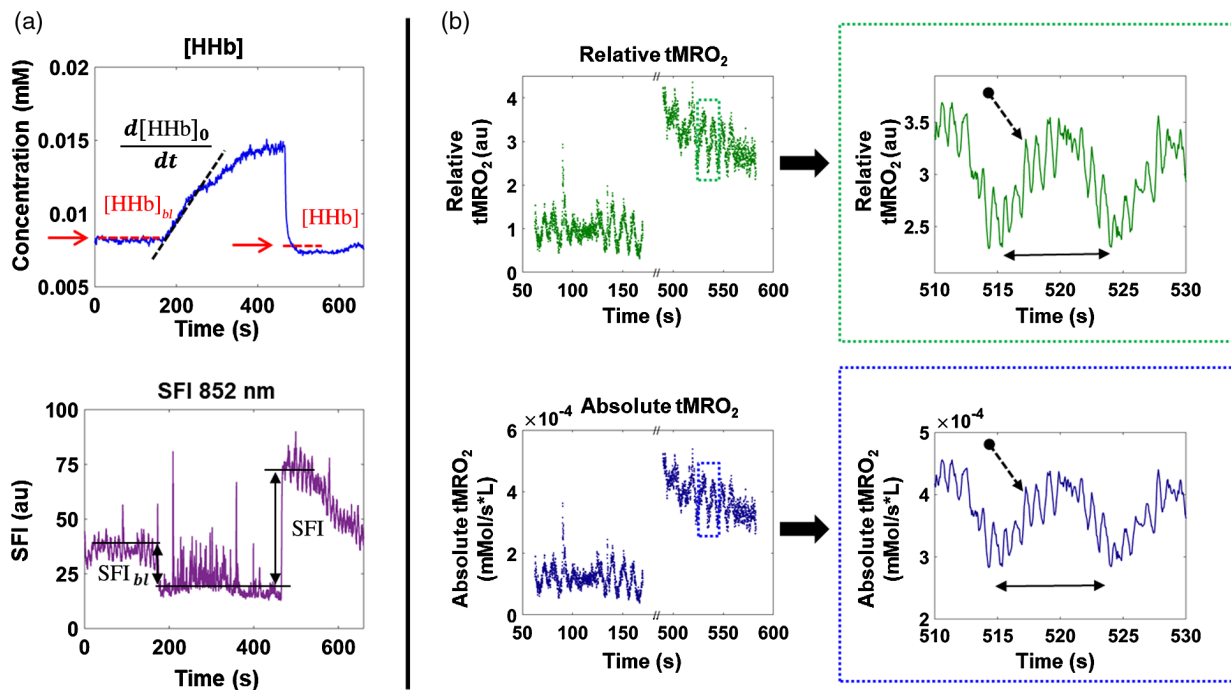 (a)
[HHb]
Concentration (mM)
0.02
0.015
0.01
0.005
d[HHb]₀
dt
[HHb]bl
[HHb]
0 200 400 600
Time (s)
SFI 852 nm
SFI (au)
100
75
50
25
0
SFI bl
SFI
0 200 400 600
Time (s)
(b)
Relative tMRO₂
Relative
tMRO₂ (au)
4
3
2
1
0
50 100 150 500 550 600
Time (s)
Relative
tMRO₂ (au)
3.5
3
2.5
510 515 520 525 530
Time (s)
Absolute tMRO₂
×10⁻⁴
Absolute tMRO₂
(mMol/s*L)
6
4
2
0
50 100 150 500 550 600
Time (s)
×10⁻⁴
Absolute tMRO₂
(mMol/s*L)
5
4
3
2
510 515 520 525 530
Time (s)